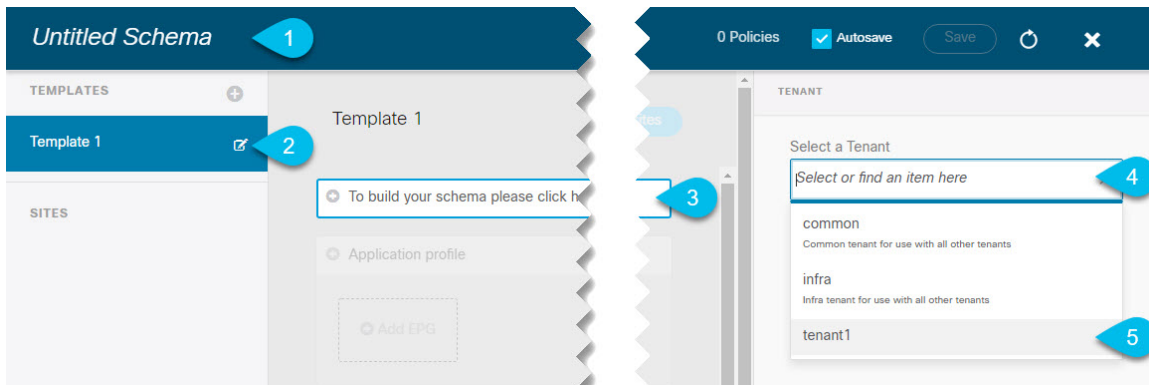 Untitled Schema
1
0 Policies
Autosave
Save
TEMPLATES
Template 1
2
SITES
Template 1
To build your schema please click
3
Application profile
Add EPG
TENANT
Select a Tenant
Select or find an item here
4
common
Common tenant for use with all other tenants
infra
Infra tenant for use with all other tenants
tenant1
5